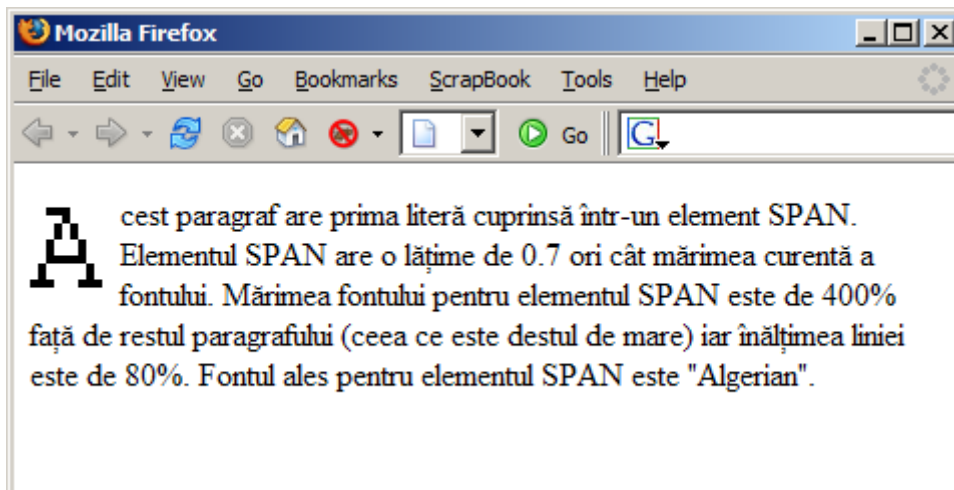 Mozilla Firefox
File Edit View Go Bookmarks ScrapBook Tools Help
Go G
Acest paragraf are prima literă cuprinsă într-un element SPAN.
Elementul SPAN are o lățime de 0.7 ori cât mărimea curentă a
fontului. Mărimea fontului pentru elementul SPAN este de 400%
față de restul paragrafului (ceea ce este destul de mare) iar înălțimea liniei
este de 80%. Fontul ales pentru elementul SPAN este "Algerian".